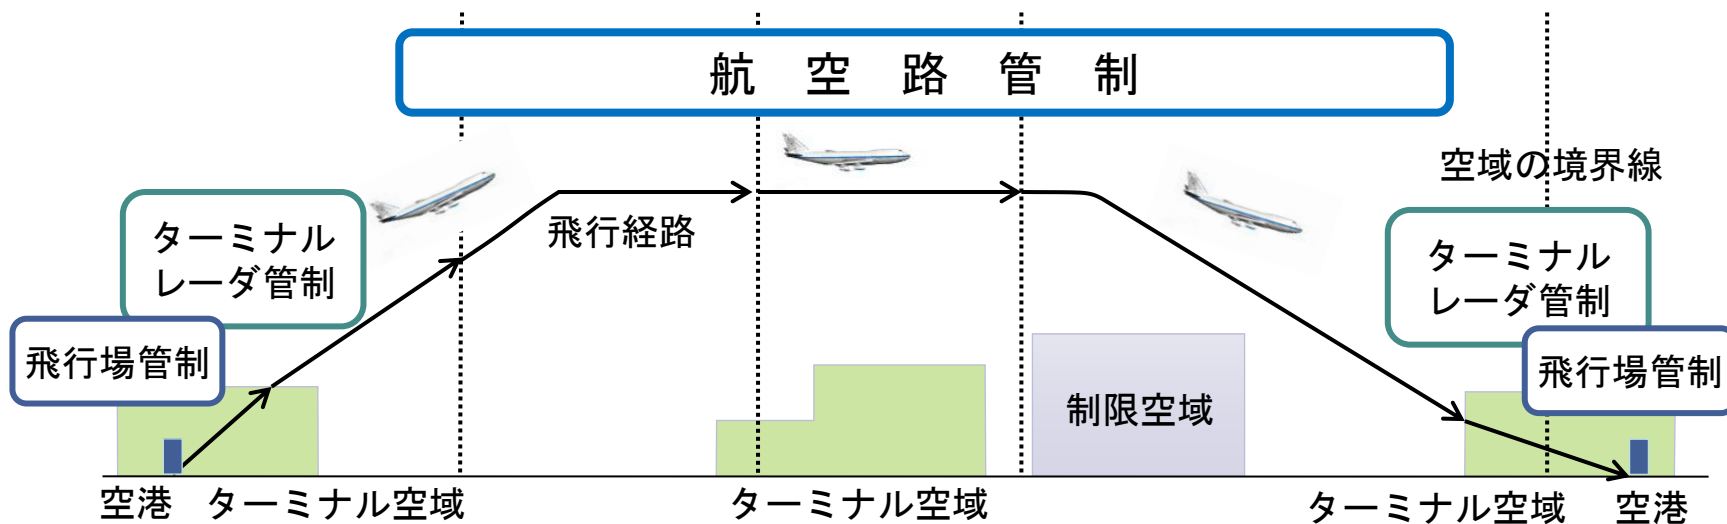 航空路管制
空域の境界線
ターミナル
レーダ管制
飛行経路
ターミナル
レーダ管制
飛行場管制
飛行場管制
制限空域
空港
ターミナル空域
ターミナル空域
ターミナル空域
空港